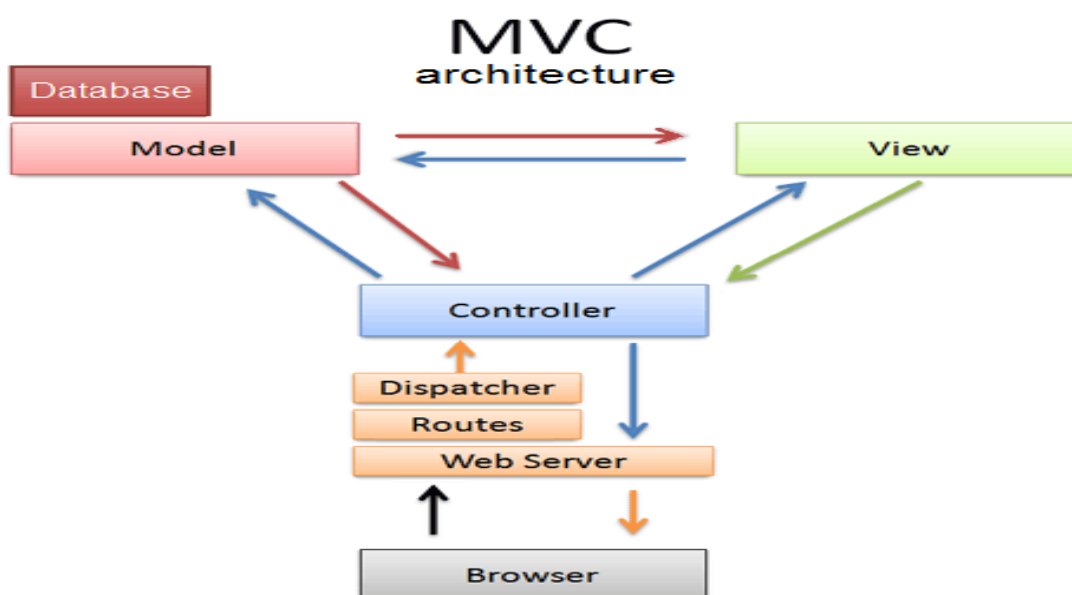 MVC
architecture
Database
Model
View
Controller
Dispatcher
Routes
Web Server
Browser